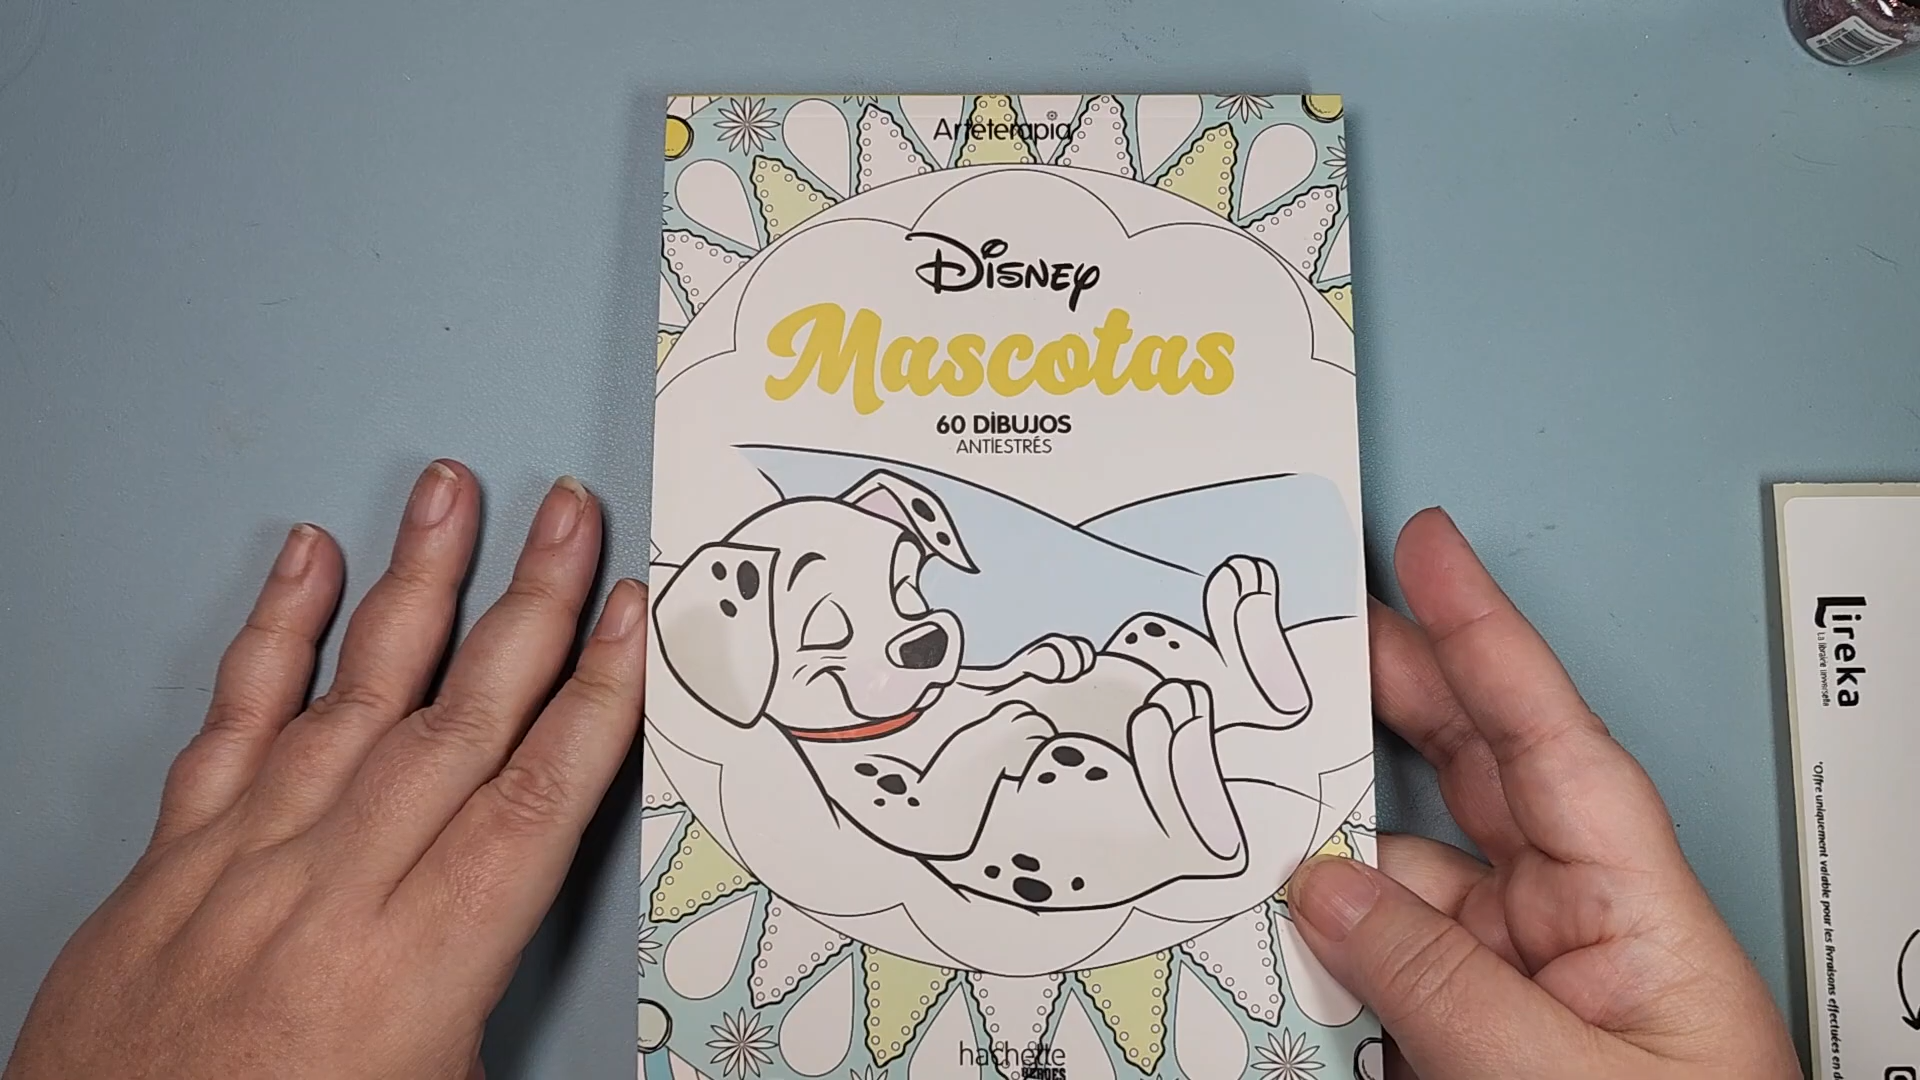 Arteterapia
Disney
Mascotas
60 DIBUJOS
ANTIESTRÉS
hachette
HEROES
Lireka
La librairie universelle
*Offre uniquement valable pour les livraisons effectuées en d